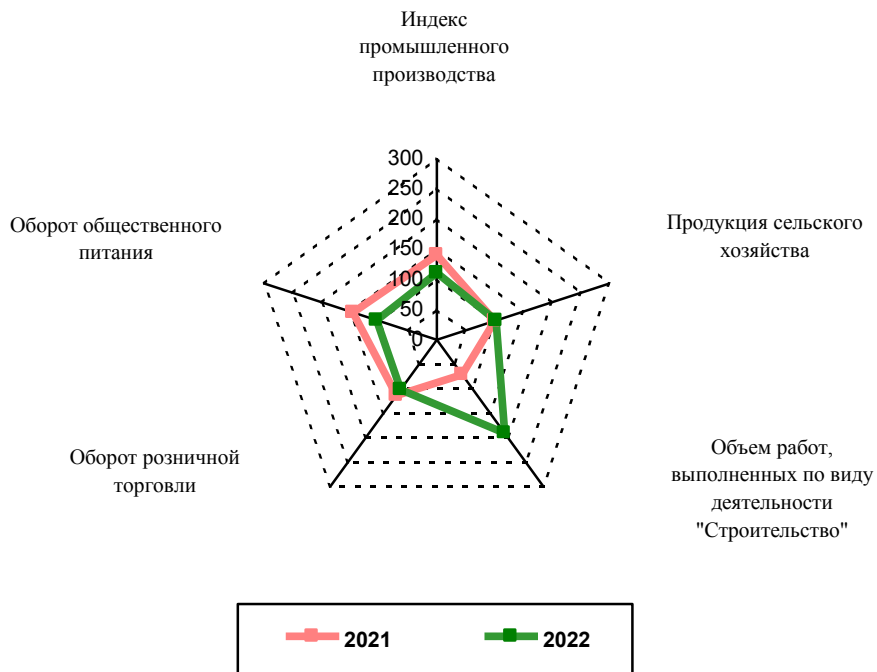 Индекс
промышленного
производства
Оборот общественного
питания
Продукция сельского
хозяйства
300
250
200
150
100
50
0
Оборот розничной
торговли
Объем работ,
выполненных по виду
деятельности
"Строительство"
2021 2022